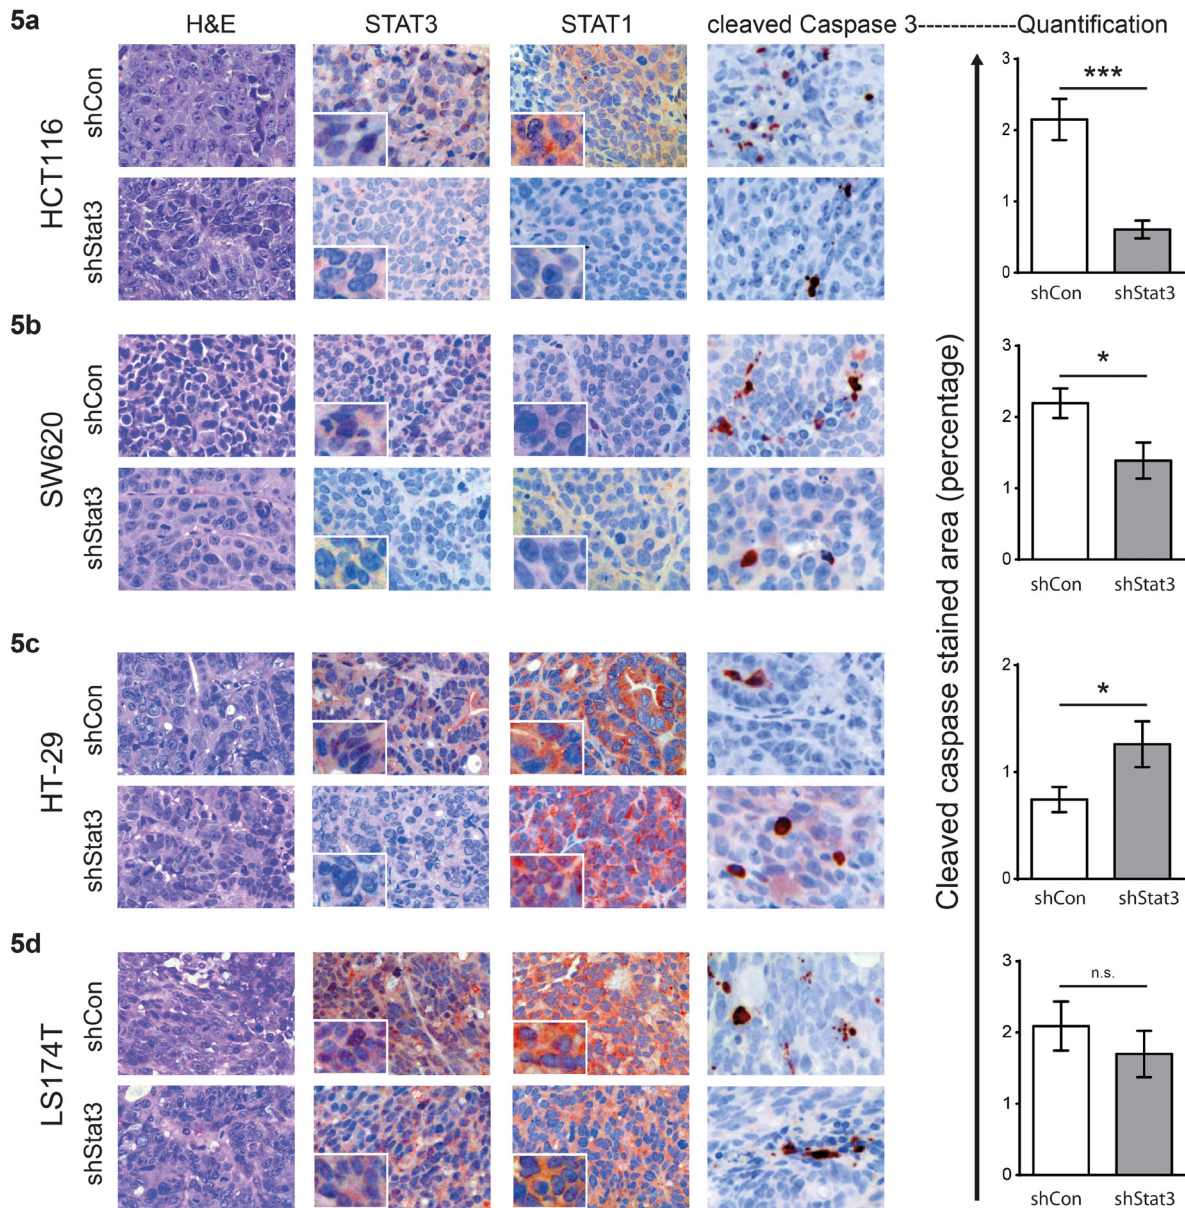 5a
H&E STAT3 STAT1 cleaved Caspase 3------------Quantification
HCT116
shCon
shStat3
3
***
2
1
0
shCon shStat3
5b
SW620
shCon
shStat3
3
*
2
1
0
shCon shStat3
5c
HT-29
shCon
shStat3
2
*
1
0
shCon shStat3
5d
LS174T
shCon
shStat3
3
n.s.
2
1
0
shCon shStat3
Cleaved caspase stained area (percentage)